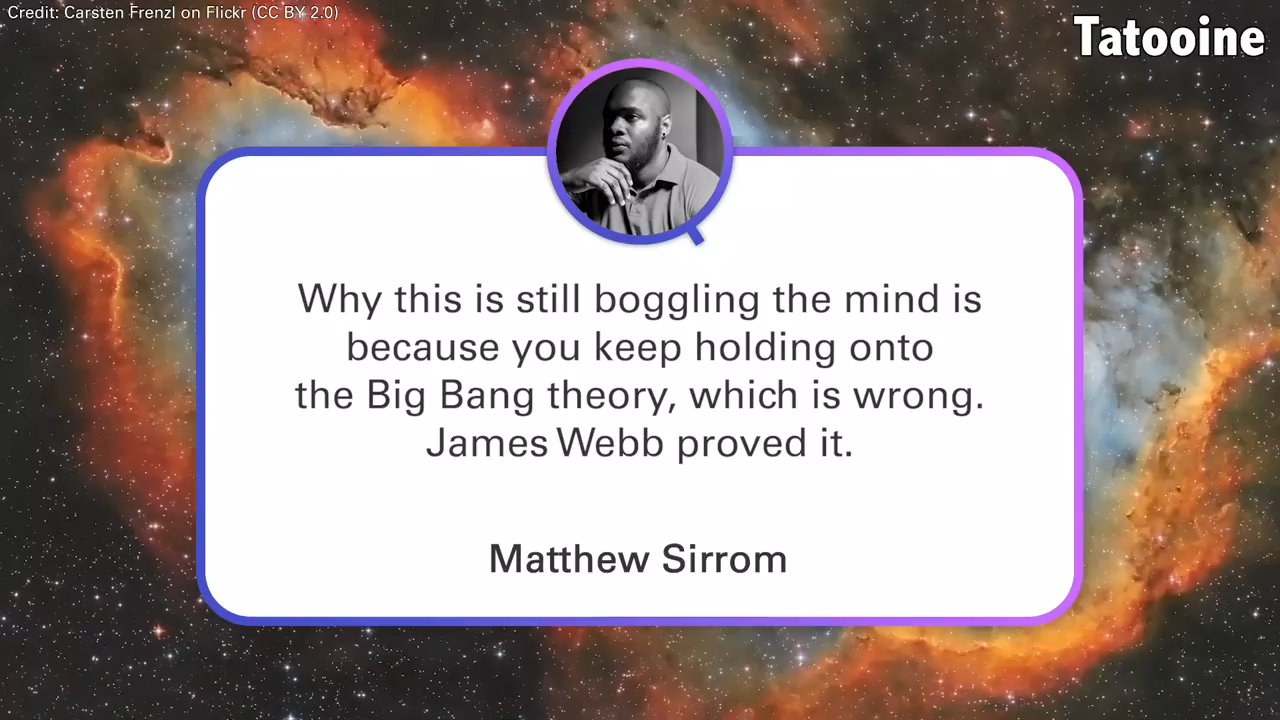 Credit: Carsten Frenzl on Flickr (CC BY 2.0)
Tatooine
Why this is still boggling the mind is
because you keep holding onto
the Big Bang theory, which is wrong.
James Webb proved it.
Matthew Sirrom